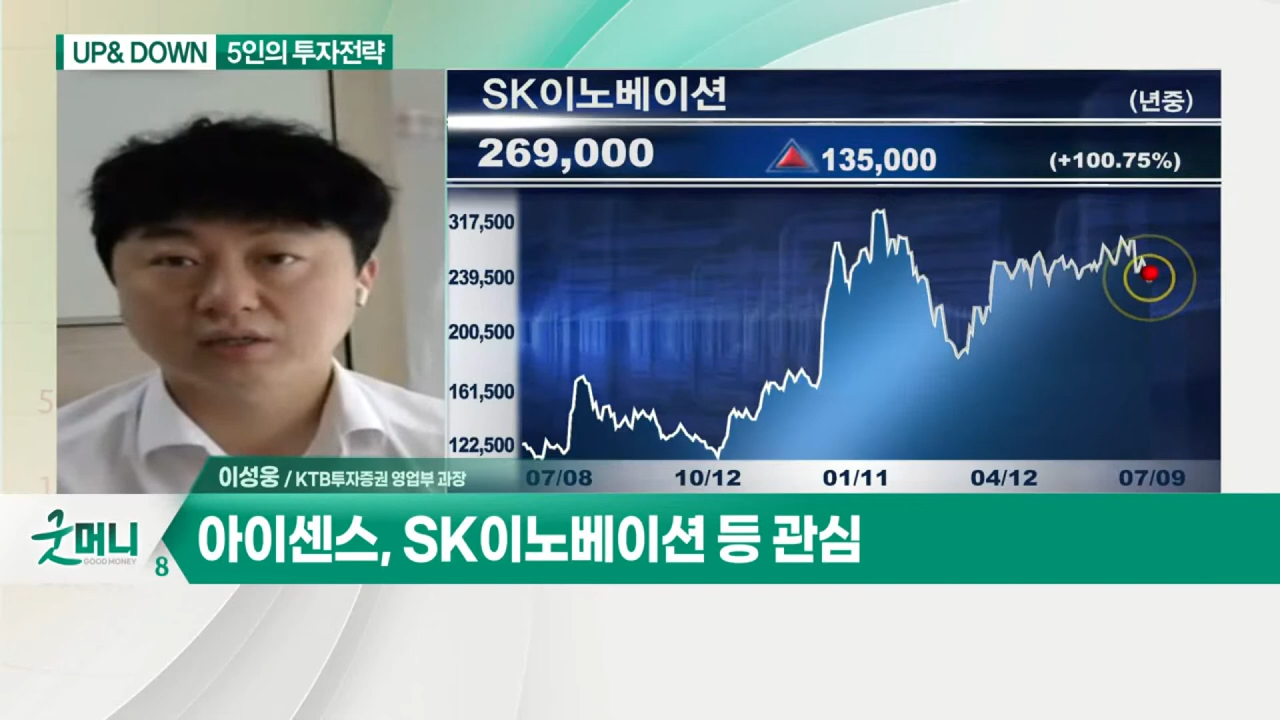 UP& DOWN 5인의 투자전략
SK이노베이션 (년중)
269,000 ▲ 135,000 (+100.75%)
317,500
239,500
200,500
161,500
122,500
07/08 10/12 01/11 04/12 07/09
5
1
이성웅 / KTB투자증권 영업부 과장
굿머니
GOOD MONEY
8
아이센스, SK이노베이션 등 관심